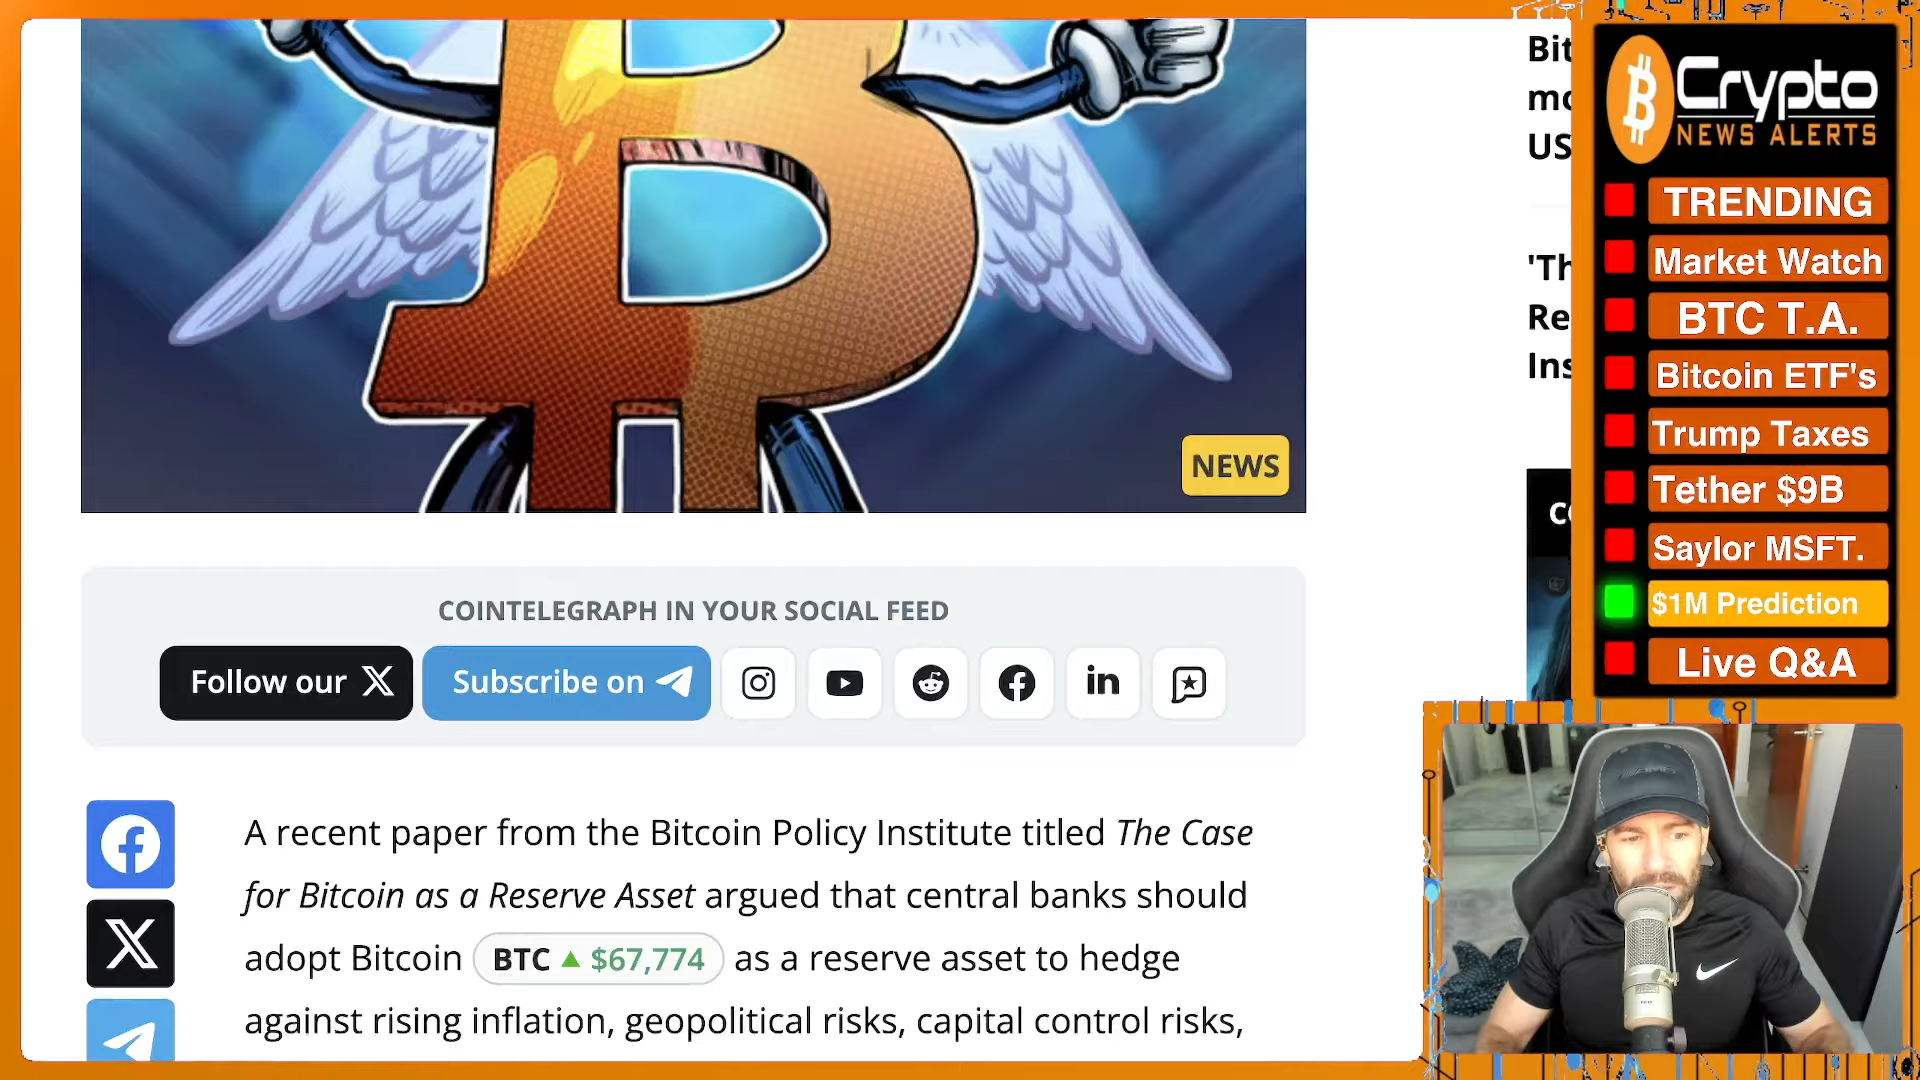 NEWS
COINTELEGRAPH IN YOUR SOCIAL FEED
Follow our X
Subscribe on
in
A recent paper from the Bitcoin Policy Institute titled The Case
for Bitcoin as a Reserve Asset argued that central banks should
adopt Bitcoin BTC ▲ $67,774 as a reserve asset to hedge
against rising inflation, geopolitical risks, capital control risks,
Bit
mo
US
'Th
Re
Ins
Crypto
NEWS ALERTS
TRENDING
Market Watch
BTC T.A.
Bitcoin ETF's
Trump Taxes
Tether $9B
Saylor MSFT.
$1M Prediction
Live Q&A